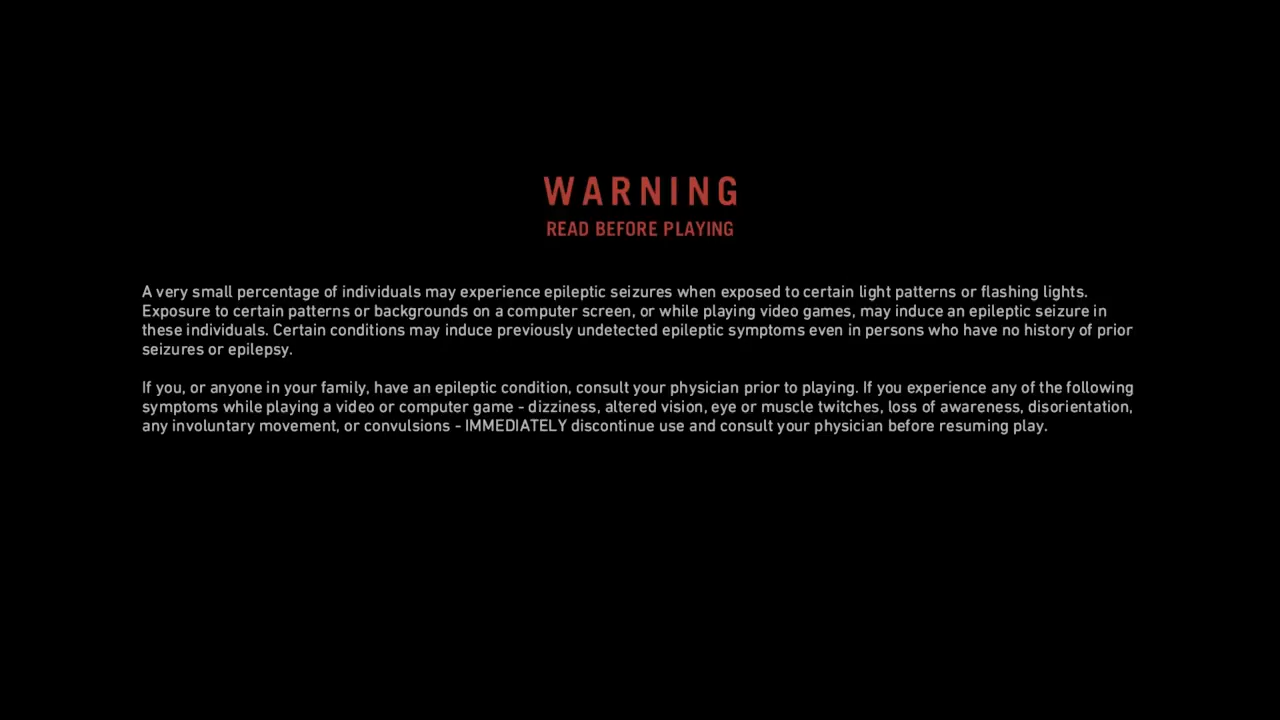 WARNING
READ BEFORE PLAYING
A very small percentage of individuals may experience epileptic seizures when exposed to certain light patterns or flashing lights.
Exposure to certain patterns or backgrounds on a computer screen, or while playing video games, may induce an epileptic seizure in
these individuals. Certain conditions may induce previously undetected epileptic symptoms even in persons who have no history of prior
seizures or epilepsy.
If you, or anyone in your family, have an epileptic condition, consult your physician prior to playing. If you experience any of the following
symptoms while playing a video or computer game - dizziness, altered vision, eye or muscle twitches, loss of awareness, disorientation,
any involuntary movement, or convulsions - IMMEDIATELY discontinue use and consult your physician before resuming play.